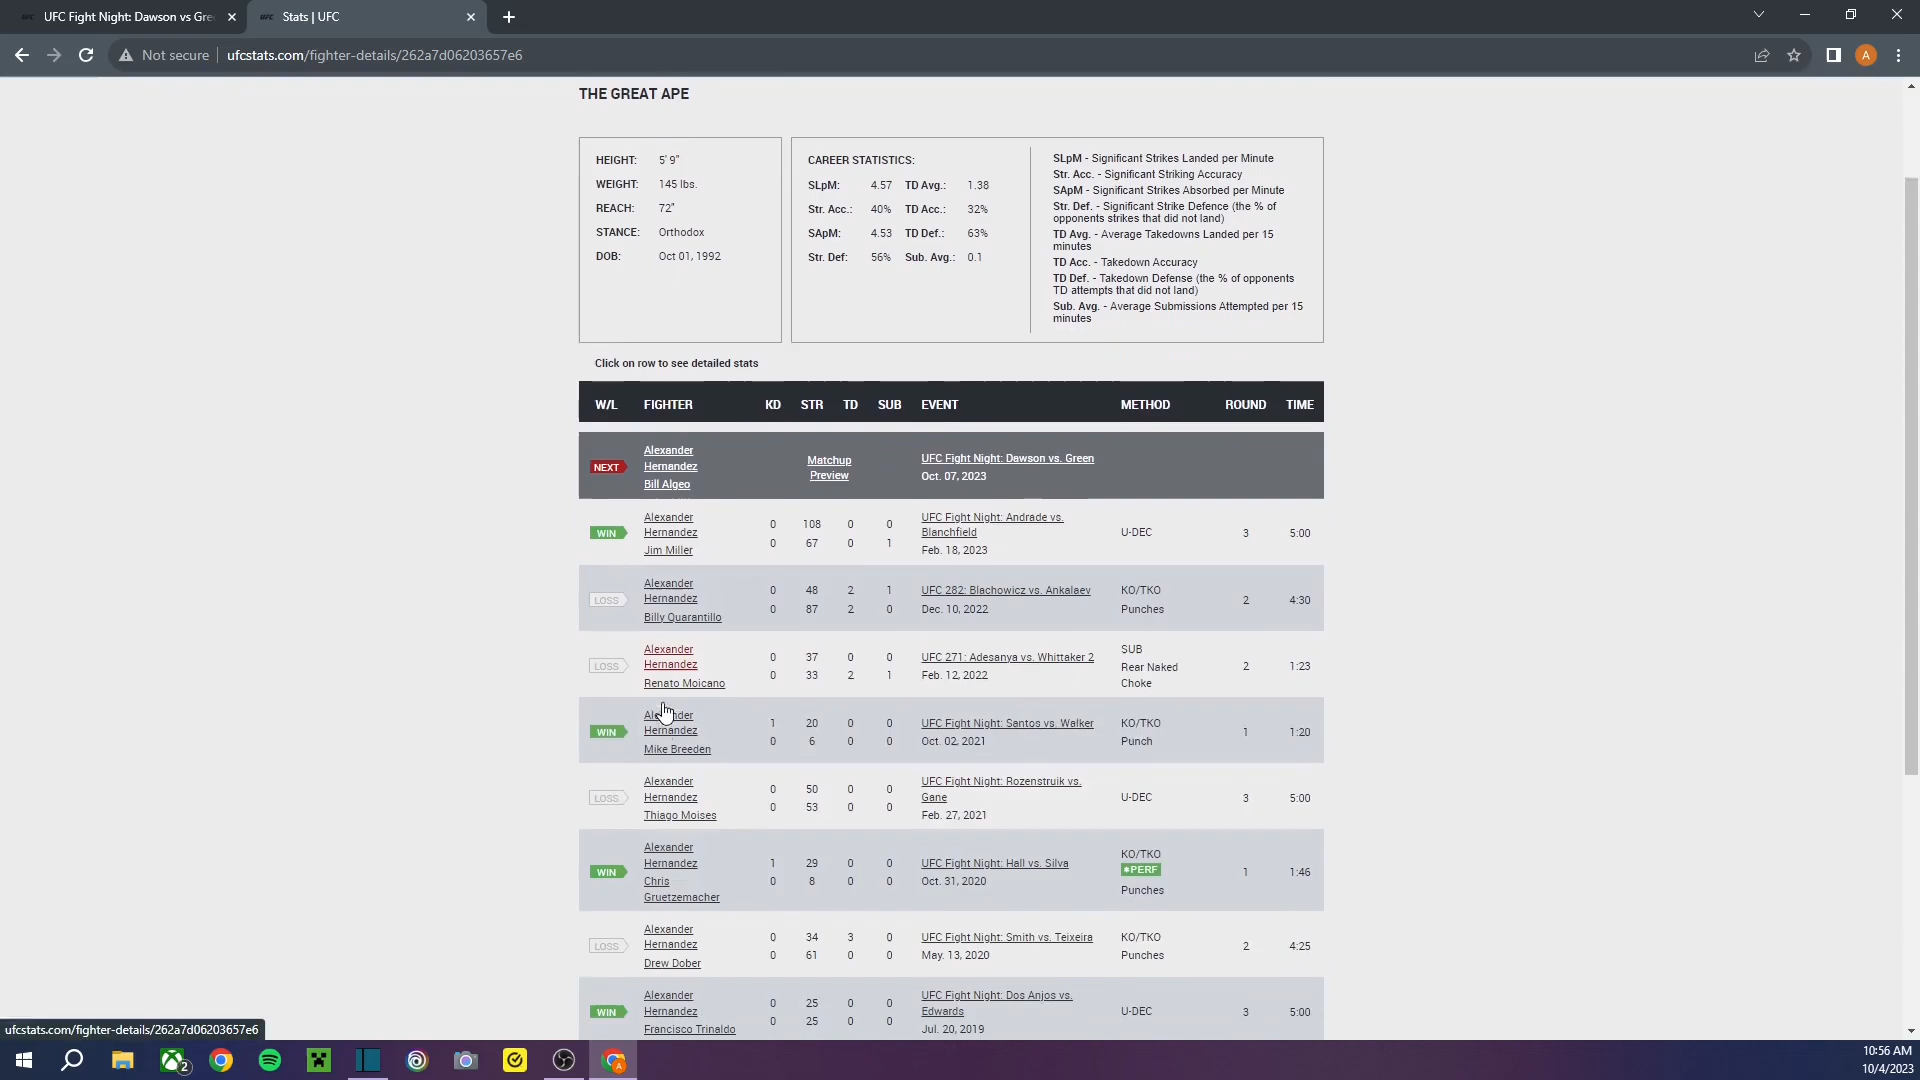 UFC Fight Night: Dawson vs Gre
Stats | UFC
Not secure
ufcstats.com/fighter-details/262a7d06203657e6
A
THE GREAT APE
HEIGHT: 5' 9"
WEIGHT: 145 lbs.
REACH: 72"
STANCE: Orthodox
DOB: Oct 01, 1992
CAREER STATISTICS:
SLpM: 4.57 TD Avg.: 1.38
Str. Acc.: 40% TD Acc.: 32%
SApM: 4.53 TD Def.: 63%
Str. Def: 56% Sub. Avg.: 0.1
SLpM - Significant Strikes Landed per Minute
Str. Acc. - Significant Striking Accuracy
SApM - Significant Strikes Absorbed per Minute
Str. Def. - Significant Strike Defence (the % of
opponents strikes that did not land)
TD Avg. - Average Takedowns Landed per 15
minutes
TD Acc. - Takedown Accuracy
TD Def. - Takedown Defense (the % of opponents
TD attempts that did not land)
Sub. Avg. - Average Submissions Attempted per 15
minutes
Click on row to see detailed stats
W/L FIGHTER KD STR TD SUB EVENT METHOD ROUND TIME
NEXT
Alexander
Hernandez
Bill Algeo
Matchup
Preview
UFC Fight Night: Dawson vs. Green
Oct. 07, 2023
WIN
Alexander
Hernandez
Jim Miller
0 108 0 0
0 67 0 1
UFC Fight Night: Andrade vs.
Blanchfield
Feb. 18, 2023
U-DEC
3
5:00
LOSS
Alexander
Hernandez
Billy Quarantillo
0 48 2 1
0 87 2 0
UFC 282: Blachowicz vs. Ankalaev
Dec. 10, 2022
KO/TKO
Punches
2
4:30
LOSS
Alexander
Hernandez
Renato Moicano
0 37 0 0
0 33 2 1
UFC 271: Adesanya vs. Whittaker 2
Feb. 12, 2022
SUB
Rear Naked
Choke
2
1:23
WIN
Alexander
Hernandez
Mike Breeden
1 20 0 0
0 6 0 0
UFC Fight Night: Santos vs. Walker
Oct. 02, 2021
KO/TKO
Punch
1
1:20
LOSS
Alexander
Hernandez
Thiago Moises
0 50 0 0
0 53 0 0
UFC Fight Night: Rozenstruik vs.
Gane
Feb. 27, 2021
U-DEC
3
5:00
WIN
Alexander
Hernandez
Chris
Gruetzemacher
1 29 0 0
0 8 0 0
UFC Fight Night: Hall vs. Silva
Oct. 31, 2020
KO/TKO
PERF
Punches
1
1:46
LOSS
Alexander
Hernandez
Drew Dober
0 34 3 0
0 61 0 0
UFC Fight Night: Smith vs. Teixeira
May. 13, 2020
KO/TKO
Punches
2
4:25
WIN
Alexander
Hernandez
Francisco Trinaldo
0 25 0 0
0 25 0 0
UFC Fight Night: Dos Anjos vs.
Edwards
Jul. 20, 2019
U-DEC
3
5:00
ufcstats.com/fighter-details/262a7d06203657e6
2
A
10:56 AM
10/4/2023